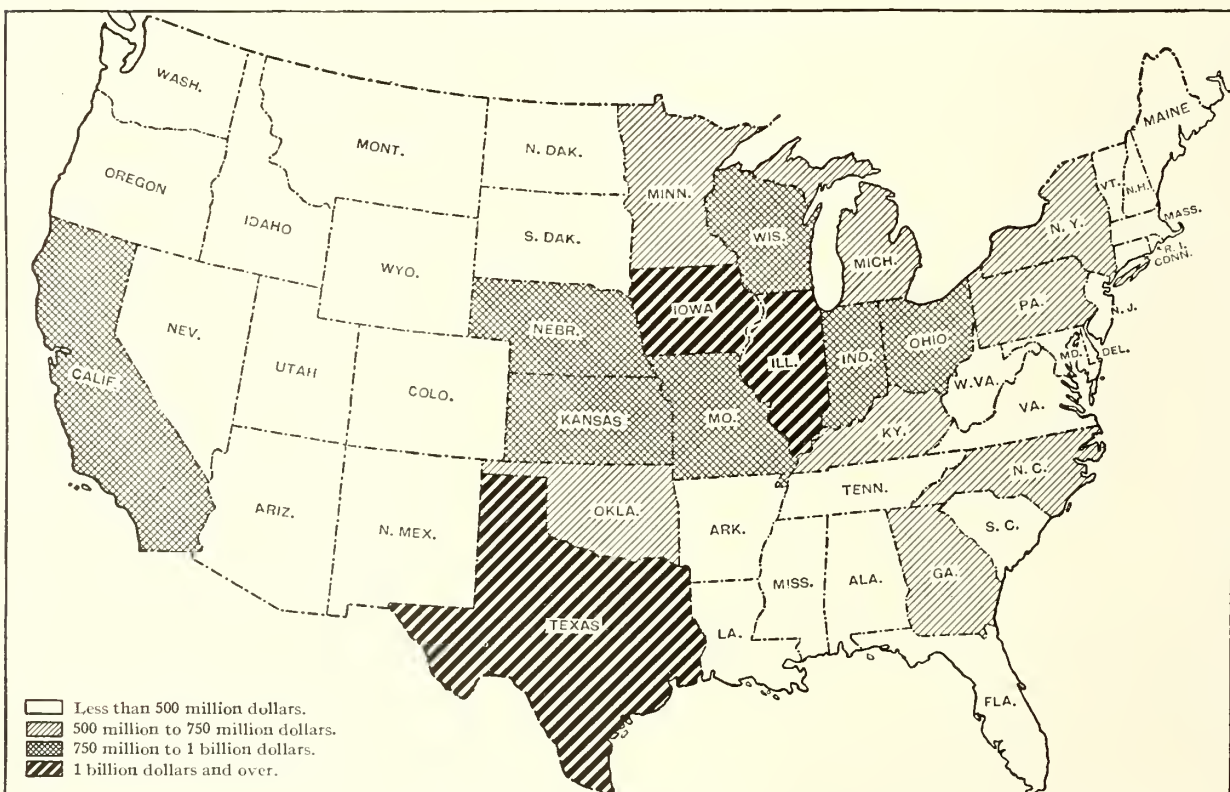 WASH.
MONT.
N. DAK.
MINN.
MAINE
OREGON
IDAHO
WYO.
S. DAK.
WIS.
MICH.
VT.
N.H.
N. Y.
MASS.
R. I.
CONN.
NEV.
UTAH
COLO.
NEBR.
IOWA
ILL.
IND.
OHIO
PA.
N. J.
MD.
DEL.
CALIF.
KANSAS
MO.
KY.
W.VA.
VA.
ARIZ.
N. MEX.
OKLA.
ARK.
TENN.
N. C.
S. C.
TEXAS
LA.
MISS.
ALA.
GA.
FLA.
Less than 500 million dollars.
500 million to 750 million dollars.
750 million to 1 billion dollars.
1 billion dollars and over.